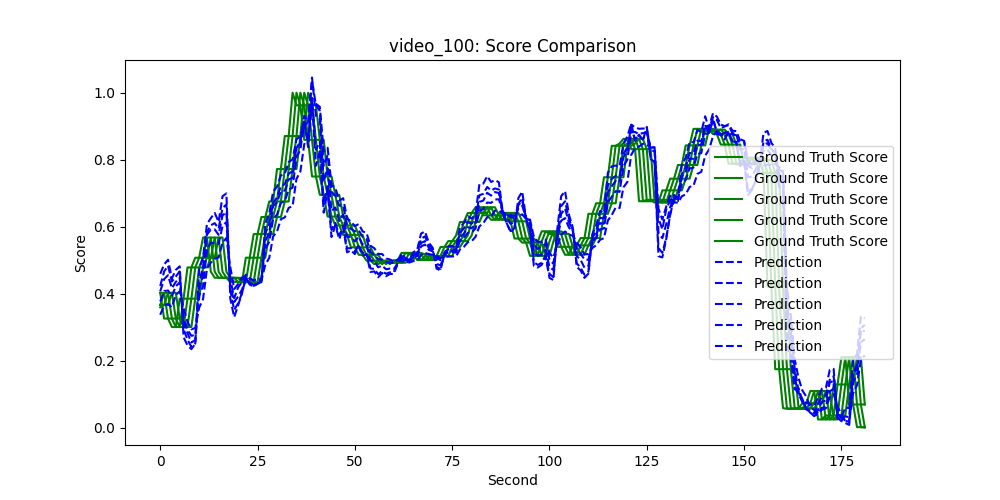 video_100: Score Comparison
Score
1.0
0.8
0.6
0.4
0.2
0.0
Ground Truth Score
Ground Truth Score
Ground Truth Score
Ground Truth Score
Ground Truth Score
Prediction
Prediction
Prediction
Prediction
Prediction
0 25 50 75 100 125 150 175
Second